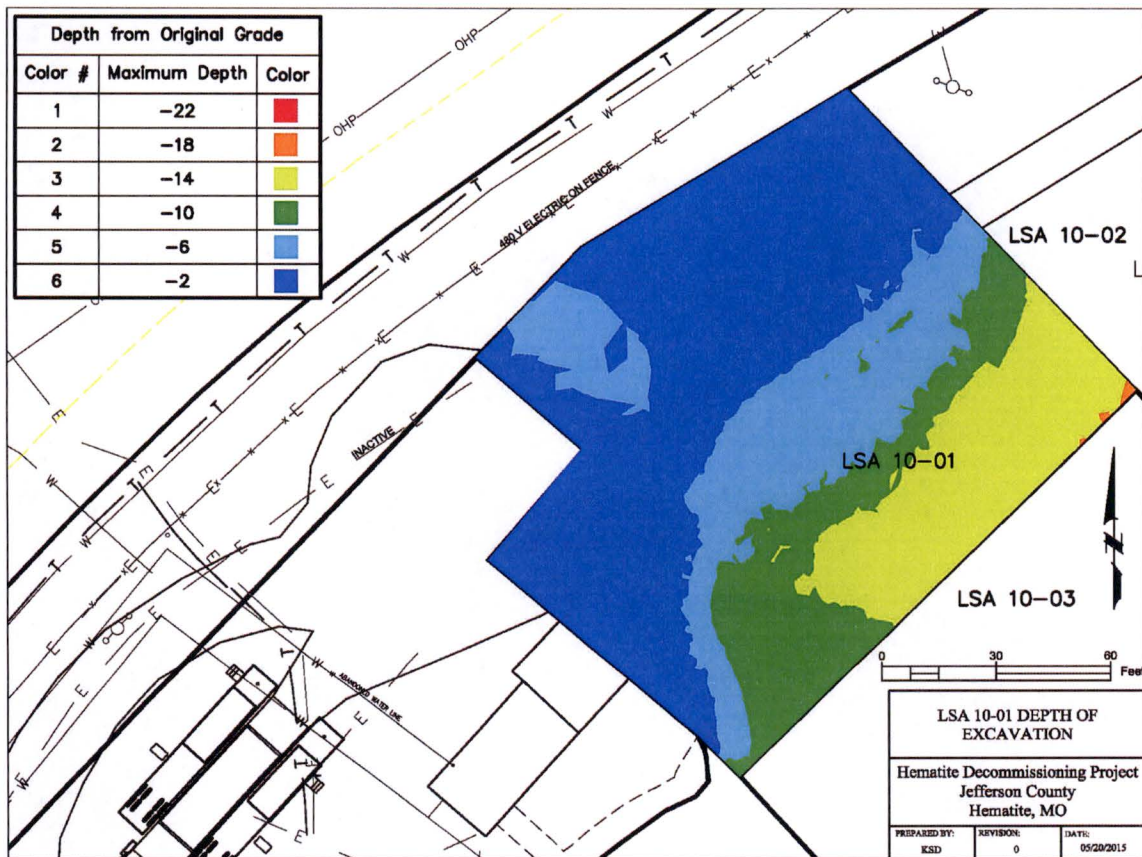 Depth from Original Grade
Color # Maximum Depth Color
1 -22
2 -18
3 -14
4 -10
5 -6
6 -2
OHP
OHP
OHP
480 V ELECTRIC ON FENCE
INACTIVE
ABANDONED WATER LINE
LSA 10-02
L
LSA 10-01
LSA 10-03
N
0 30 60
Feet
LSA 10-01 DEPTH OF
EXCAVATION
Hematite Decommissioning Project
Jefferson County
Hematite, MO
PREPARED BY: REVISION: DATE:
KSD 0 05/20/2015